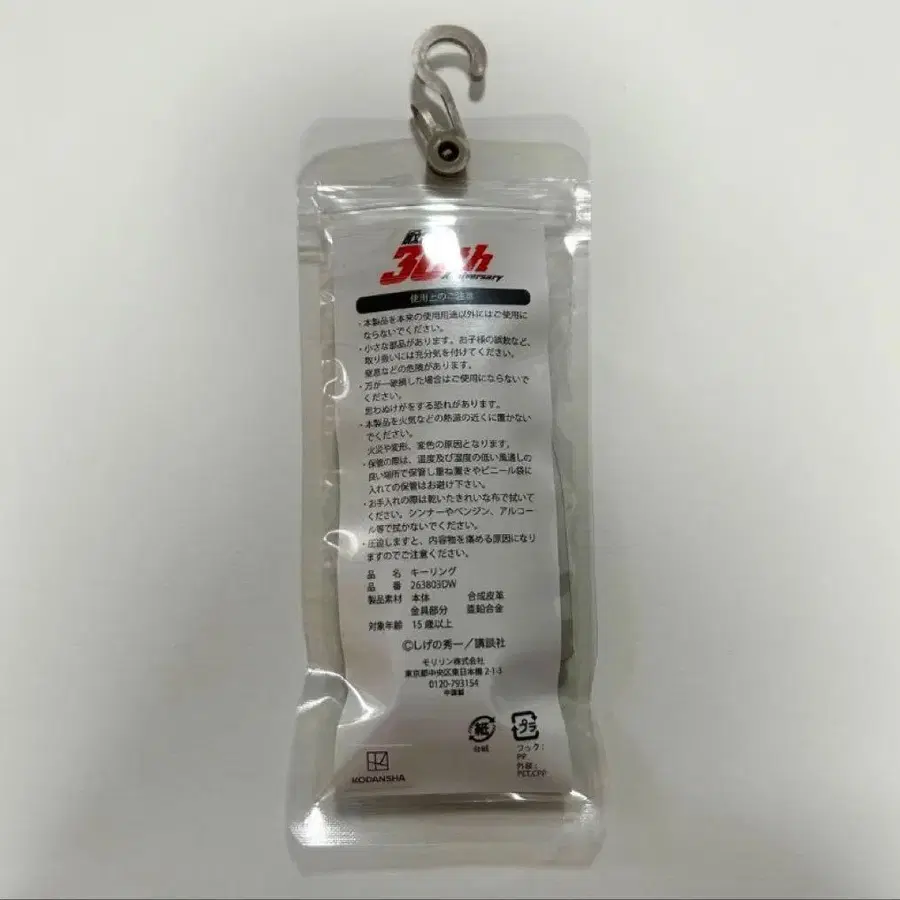 30th
Anniversary
使用上のご注意
・本製品を本来の使用用途以外にはご使用に
ならないでください。
・小さな部品があります。お子様の誤飲など、
取り扱いには充分気を付けてください。
窒息などの危険があります。
・万が一破損した場合はご使用にならないで
ください。
思わぬけがをする恐れがあります。
・本製品を火気などの熱源の近くに置かない
でください。
火災や変形、変色の原因となります。
・保管の際は、温度及び湿度の低い風通しの
良い場所で保管し重ね置きやビニール袋に
入れての保管はお避け下さい。
・お手入れの際は乾いたきれいな布で拭いて
ください。シンナーやベンジン、アルコー
ル等で拭かないでください。
・圧迫しますと、内容物を傷める原因になり
ますのでご注意ください。
品 名 キーリング
品 番 263803DW
製品素材 本体 合成皮革
金具部分 亜鉛合金
対象年齢 15歳以上
©しげの秀一／講談社
モリリン株式会社
東京都中央区東日本橋2-1-3
0120-793154
中国製
紙
台紙
プラ
フック：
PP
外袋：
PET,CPP
KODANSHA